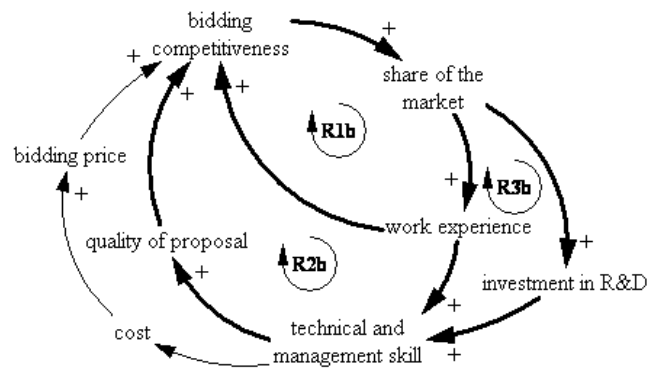 bidding
competitiveness
+
+
+
+
share of the
market
R1b
bidding price
+
+
R3b
work experience
quality of proposal
+
R2b
+
investment in R&D
+
cost
technical and
management skill
+